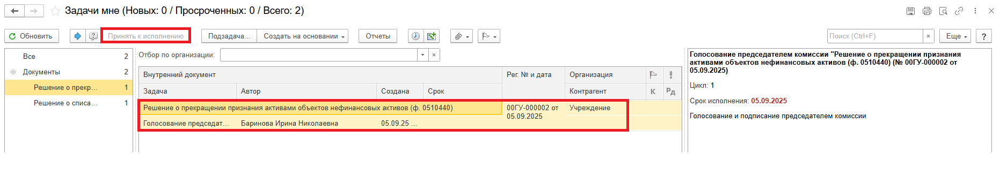 Задачи мне (Новых: 0 / Просроченных: 0 / Всего: 2)
Обновить
Принять к исполнению
Подзадача...
Создать на основании
Отчеты
Поиск (Ctrl+F)
×
Еще
?
Все 2
Документы 2
Решение о прекр... 1
Решение о списа... 1
Отбор по организации:
Внутренний документ
Рег. № и дата
Организация
Задача
Автор
Создана
Срок
Контрагент
К
Рд
Решение о прекращении признания активами объектов нефинансовых активов (ф. 0510440)
00ГУ-000002 от
05.09.2025
Учреждение
Голосование председат...
Баринова Ирина Николаевна
05.09.25 ...
Голосование председателем комиссии "Решение о прекращении признания
активами объектов нефинансовых активов (ф. 0510440) (№ 00ГУ-000002 от
05.09.2025)
Цикл: 1
Срок исполнения: 05.09.2025
Голосование и подписание председателем комиссии